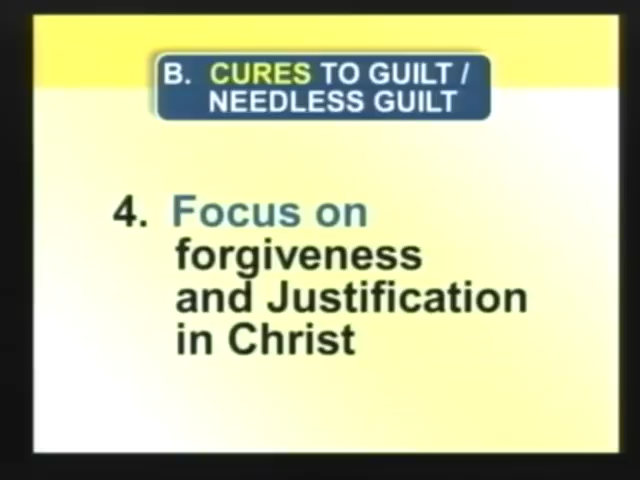 B. CURES TO GUILT /
NEEDLESS GUILT
4. Focus on
forgiveness
and Justification
in Christ